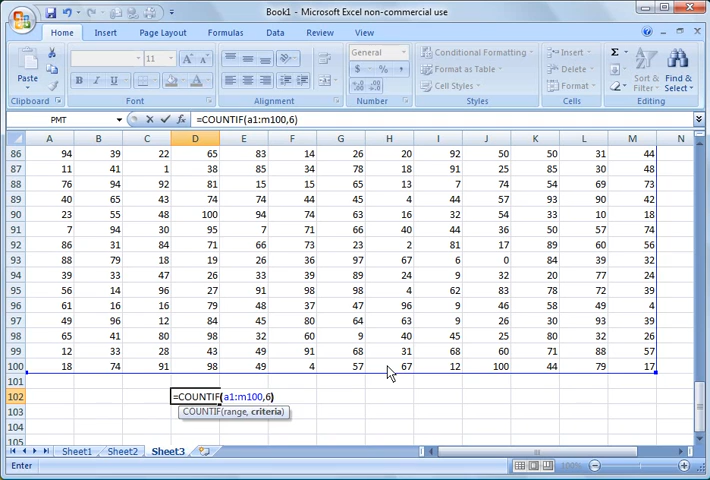 Book1 - Microsoft Excel non-commercial use
Home Insert Page Layout Formulas Data Review View
Paste
Clipboard
11
B I U
Font
Alignment
General
$ % ,
Number
Conditional Formatting
Format as Table
Cell Styles
Styles
Insert
Delete
Format
Cells
Σ
Sort & Filter
Find & Select
Editing
PMT fx =COUNTIF(a1:m100,6)
A B C D E F G H I J K L M N
86 94 39 22 65 83 14 26 20 92 50 50 31 44
87 11 41 1 38 85 34 78 18 91 25 85 30 48
88 76 94 92 81 15 15 65 13 7 74 54 69 73
89 40 65 43 74 74 44 45 4 44 57 93 90 42
90 23 55 48 100 94 74 63 16 32 54 33 10 18
91 7 94 30 95 7 71 66 40 44 36 50 57 74
92 86 31 84 71 66 73 23 2 81 17 89 60 56
93 88 79 18 19 26 36 97 67 6 0 84 39 32
94 39 33 47 26 33 39 89 24 9 32 20 77 24
95 56 14 96 27 91 98 98 4 62 83 78 72 39
96 61 16 16 79 48 37 47 96 9 46 58 49 4
97 49 96 12 84 45 80 64 63 9 26 30 93 39
98 65 41 80 98 32 60 9 40 45 25 80 32 26
99 12 33 28 43 49 91 68 31 68 60 71 88 57
100 18 74 91 98 49 4 57 67 12 100 44 79 17
101
102 =COUNTIF(a1:m100,6)
103 COUNTIF(range, criteria)
104
105
Sheet1 Sheet2 Sheet3
Enter 100%